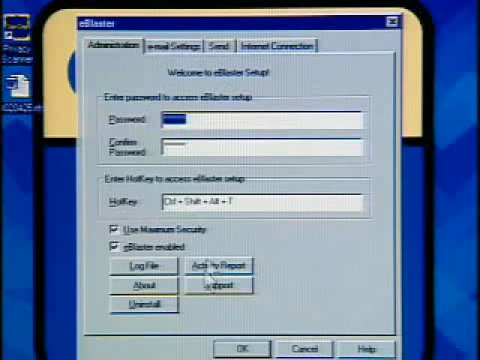 eBlaster
Administration
e-mail Settings
Send
Internet Connection
Privacy
Scanner
Welcome to eBlaster Setup!
Enter password to access eBlaster setup
Password:
Confirm
Password:
Enter HotKey to access eBlaster setup
HotKey:
Ctrl + Shift + Alt + T
Use Maximum Security
eBlaster enabled
Log File
Activity Report
About
Support
Uninstall
OK
Cancel
Help